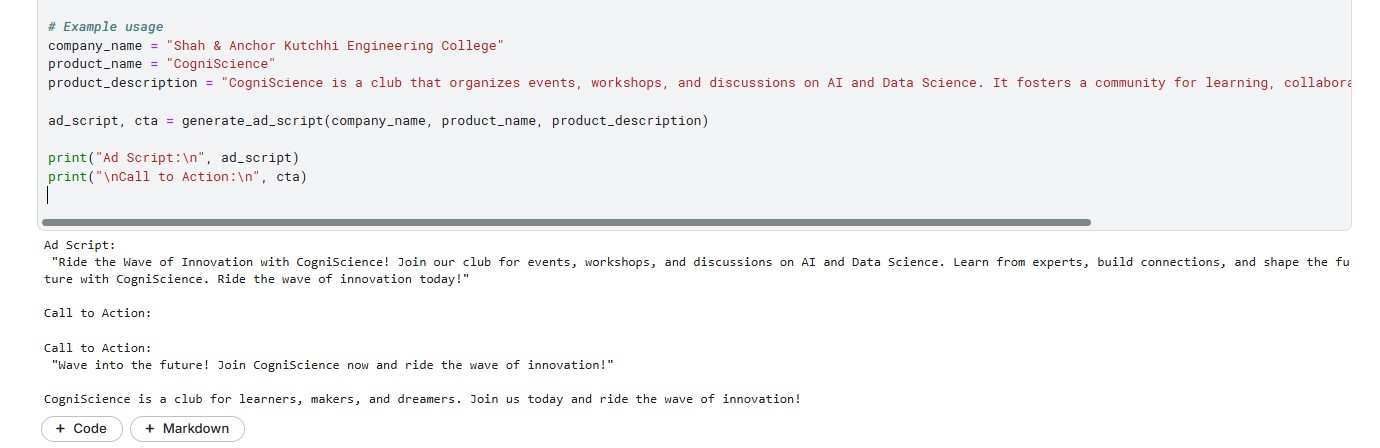 # Example usage
company_name = "Shah & Anchor Kutchhi Engineering College"
product_name = "CogniScience"
product_description = "CogniScience is a club that organizes events, workshops, and discussions on AI and Data Science. It fosters a community for learning, collabora
ad_script, cta = generate_ad_script(company_name, product_name, product_description)
print("Ad Script:\n", ad_script)
print("\nCall to Action:\n", cta)
Ad Script:
"Ride the Wave of Innovation with CogniScience! Join our club for events, workshops, and discussions on AI and Data Science. Learn from experts, build connections, and shape the fu
ture with CogniScience. Ride the wave of innovation today!"
Call to Action:
Call to Action:
"Wave into the future! Join CogniScience now and ride the wave of innovation!"
CogniScience is a club for learners, makers, and dreamers. Join us today and ride the wave of innovation!
+ Code + Markdown